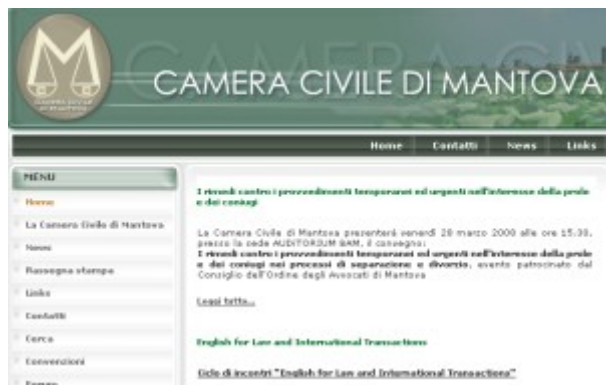 CAMERA CIVILE DI MANTOVA
Home Contatti News Links
MENU
Home
La Camera Civile di Mantova
News
Rassegna stampa
Links
Contatti
Cerca
Convenzioni
I rimedi contro i provvedimenti temporanei ed urgenti nell'interesse della prole
e dei coniugi
La Camera Civile di Mantova presenterà venerdì 28 marzo 2008 alle ore 15.30,
presso la sede AUDITORIUM BAM, il convegno:
I rimedi contro i provvedimenti temporanei ed urgenti nell'interesse della prole
e dei coniugi nei processi di separazione e divorzio, evento patrocinato dal
Consiglio dell'Ordine degli Avvocati di Mantova
Leggi tutto...
English for Law and International Transactions
Ciclo di incontri "English for Law and International Transactions"